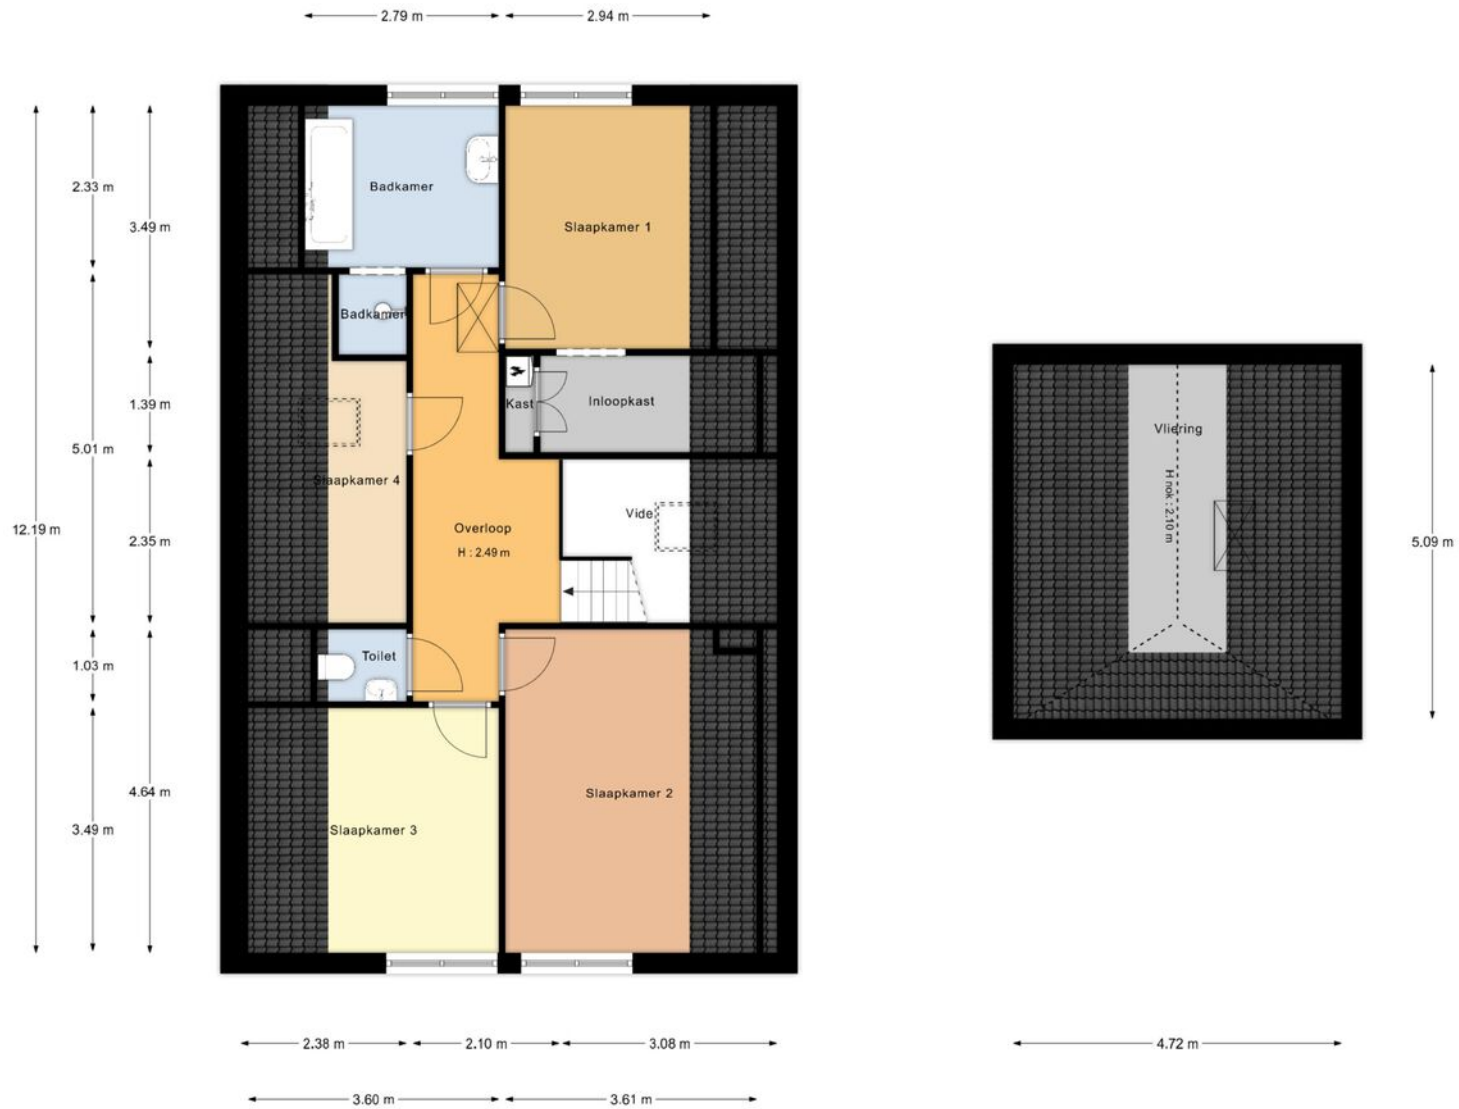 2.79 m
2.94 m
2.33 m
3.49 m
Badkamer
Slaapkamer 1
Badkamer
1.39 m
Kast
Inloopkast
Vliering
5.01 m
Slaapkamer 4
H nok : 2.10 m
12.19 m
2.35 m
Overloop
H : 2.49 m
Vide
5.09 m
1.03 m
Toilet
4.64 m
Slaapkamer 2
3.49 m
Slaapkamer 3
2.38 m
2.10 m
3.08 m
4.72 m
3.60 m
3.61 m